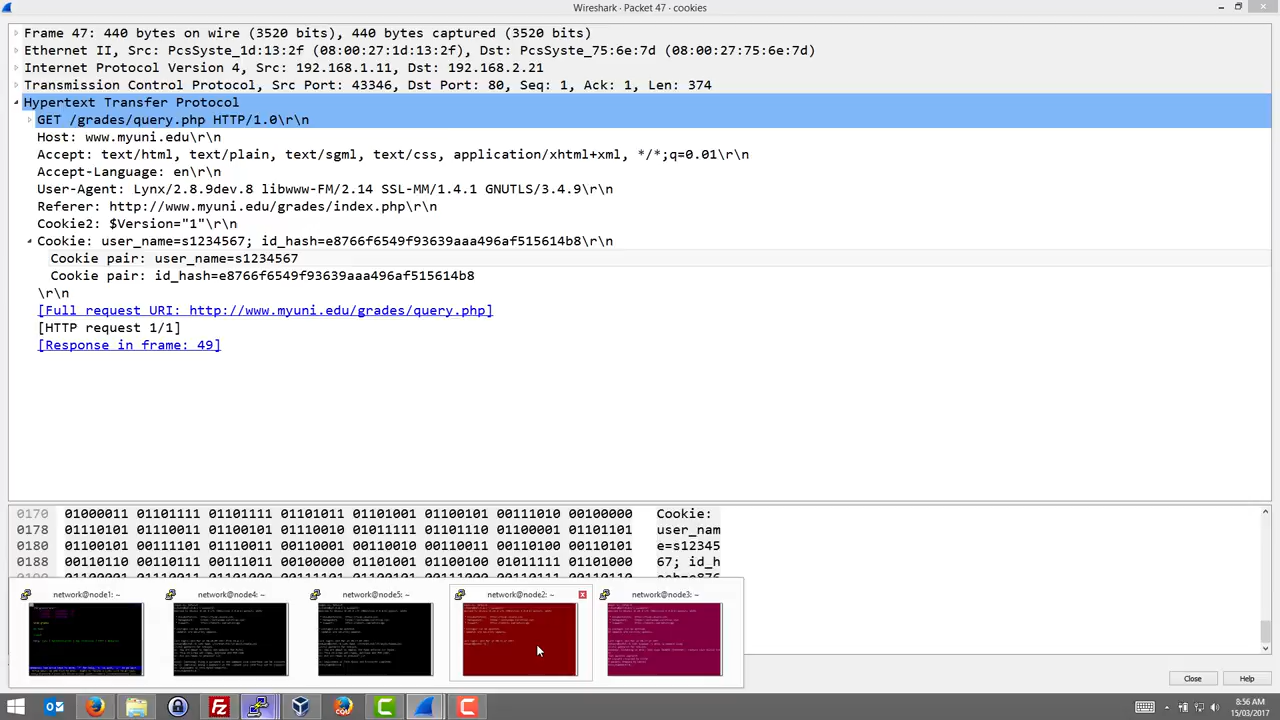 Wireshark · Packet 47 · cookies
Frame 47: 440 bytes on wire (3520 bits), 440 bytes captured (3520 bits)
Ethernet II, Src: PcsSyste_1d:13:2f (08:00:27:1d:13:2f), Dst: PcsSyste_75:6e:7d (08:00:27:75:6e:7d)
Internet Protocol Version 4, Src: 192.168.1.11, Dst: 192.168.2.21
Transmission Control Protocol, Src Port: 43346, Dst Port: 80, Seq: 1, Ack: 1, Len: 374
Hypertext Transfer Protocol
GET /grades/query.php HTTP/1.0\r\n
Host: www.myuni.edu\r\n
Accept: text/html, text/plain, text/sgml, text/css, application/xhtml+xml, */*;q=0.01\r\n
Accept-Language: en\r\n
User-Agent: Lynx/2.8.9dev.8 libwww-FM/2.14 SSL-MM/1.4.1 GNUTLS/3.4.9\r\n
Referer: http://www.myuni.edu/grades/index.php\r\n
Cookie2: $Version="1"\r\n
Cookie: user_name=s1234567; id_hash=e8766f6549f93639aaa496af515614b8\r\n
Cookie pair: user_name=s1234567
Cookie pair: id_hash=e8766f6549f93639aaa496af515614b8
\r\n
[Full request URI: http://www.myuni.edu/grades/query.php]
[HTTP request 1/1]
[Response in frame: 49]
0170 01000011 01101111 01101111 01101011 01101001 01100101 00111010 00100000 Cookie:
0178 01110101 01110011 01100101 01110010 01011111 01101110 01100001 01101101 user_nam
0180 01100101 00111101 01110011 00110001 00110010 00110011 00110100 00110101 e=s12345
0188 00110110 00110111 00111011 00100000 01101001 01100100 01011111 01101000 67; id_h
network@node1: ~
network@node4: ~
network@node5: ~
network@node2: ~
network@node3: ~
Close
Help
CQU
8:56 AM
15/03/2017